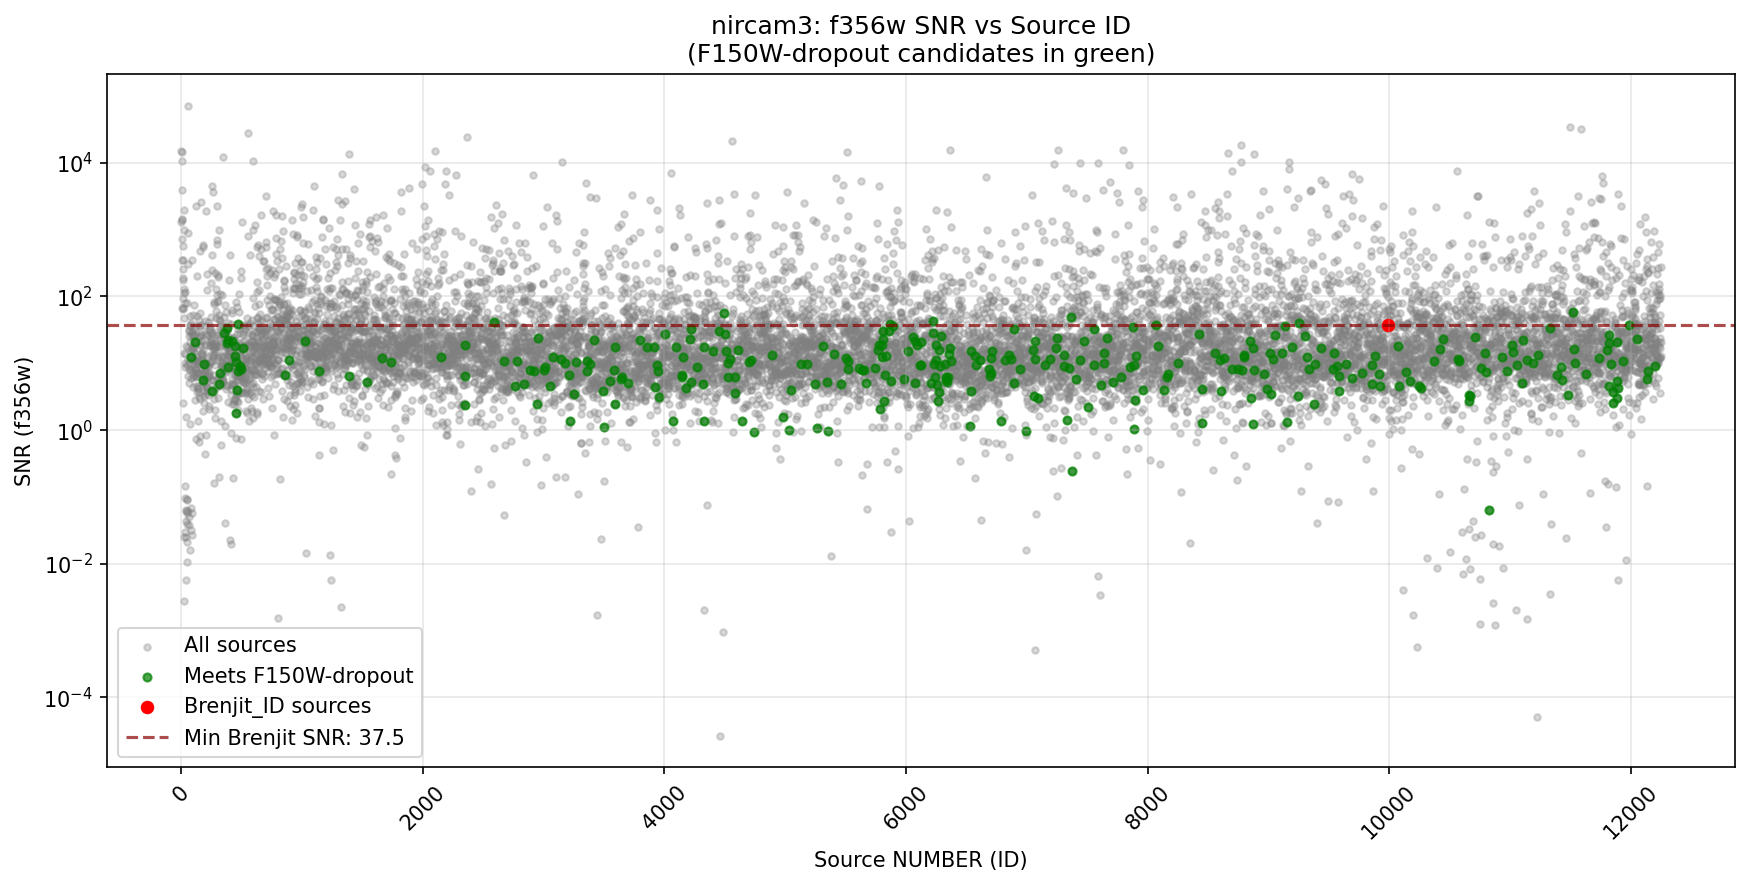 nircam3: f356w SNR vs Source ID
(F150W-dropout candidates in green)
SNR (f356w)
10⁴
10²
10⁰
10⁻²
10⁻⁴
All sources
Meets F150W-dropout
Brenjit_ID sources
Min Brenjit SNR: 37.5
0
2000
4000
6000
8000
10000
12000
Source NUMBER (ID)